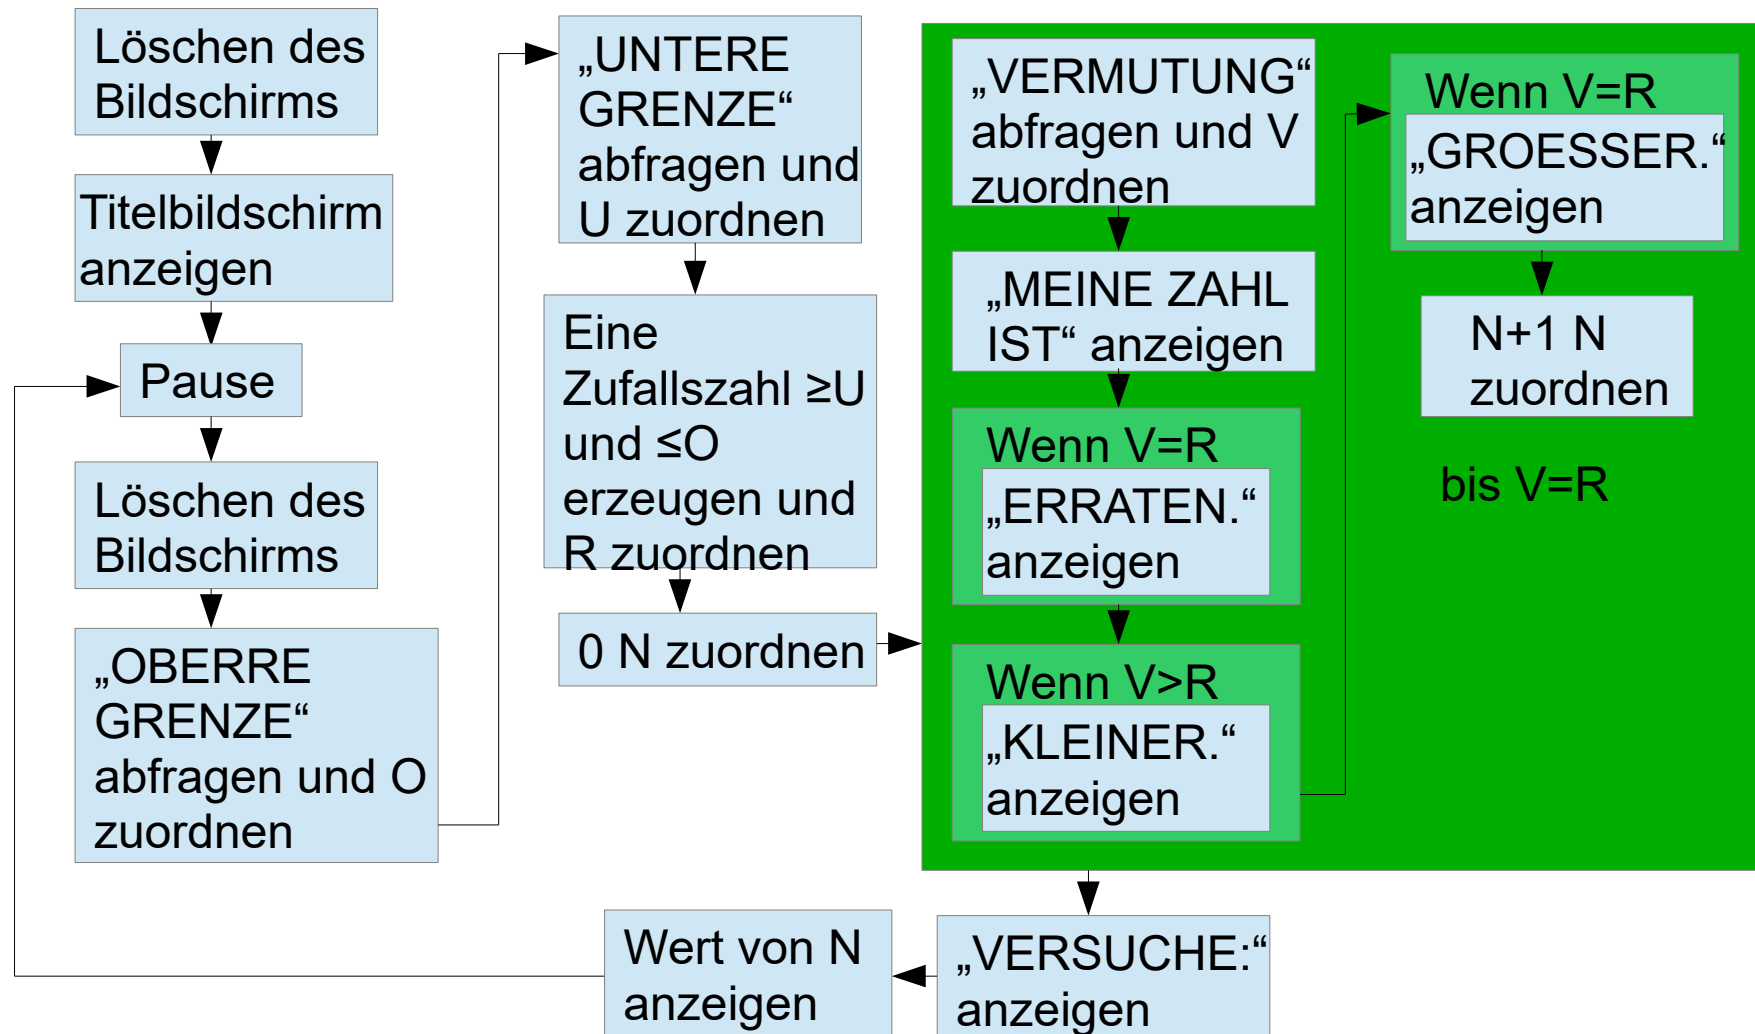 Löschen des
Bildschirms
Titelbildschirm
anzeigen
Pause
Löschen des
Bildschirms
„OBERRE
GRENZE“
abfragen und O
zuordnen
„UNTERE
GRENZE“
abfragen und
U zuordnen
Eine
Zufallszahl ≥U
und ≤O
erzeugen und
R zuordnen
0 N zuordnen
„VERMUTUNG“
abfragen und V
zuordnen
„MEINE ZAHL
IST“ anzeigen
Wenn V=R
„ERRATEN.“
anzeigen
Wenn V>R
„KLEINER.“
anzeigen
Wenn V=R
„GROESSER.“
anzeigen
N+1 N
zuordnen
bis V=R
„VERSUCHE:“
anzeigen
Wert von N
anzeigen